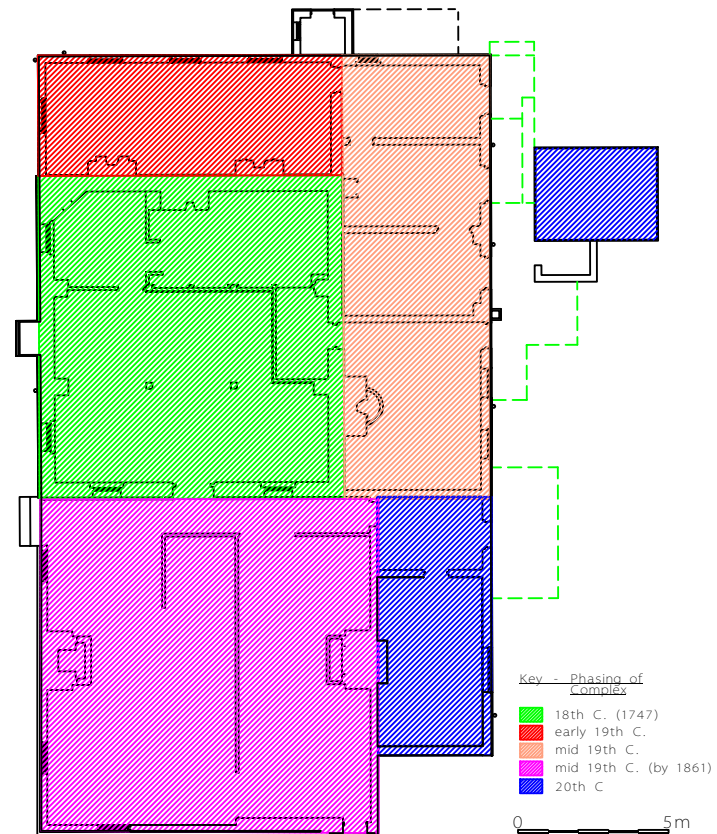 Key - Phasing of
Complex
18th C. (1747)
early 19th C.
mid 19th C.
mid 19th C. (by 1861)
20th C
0 5m